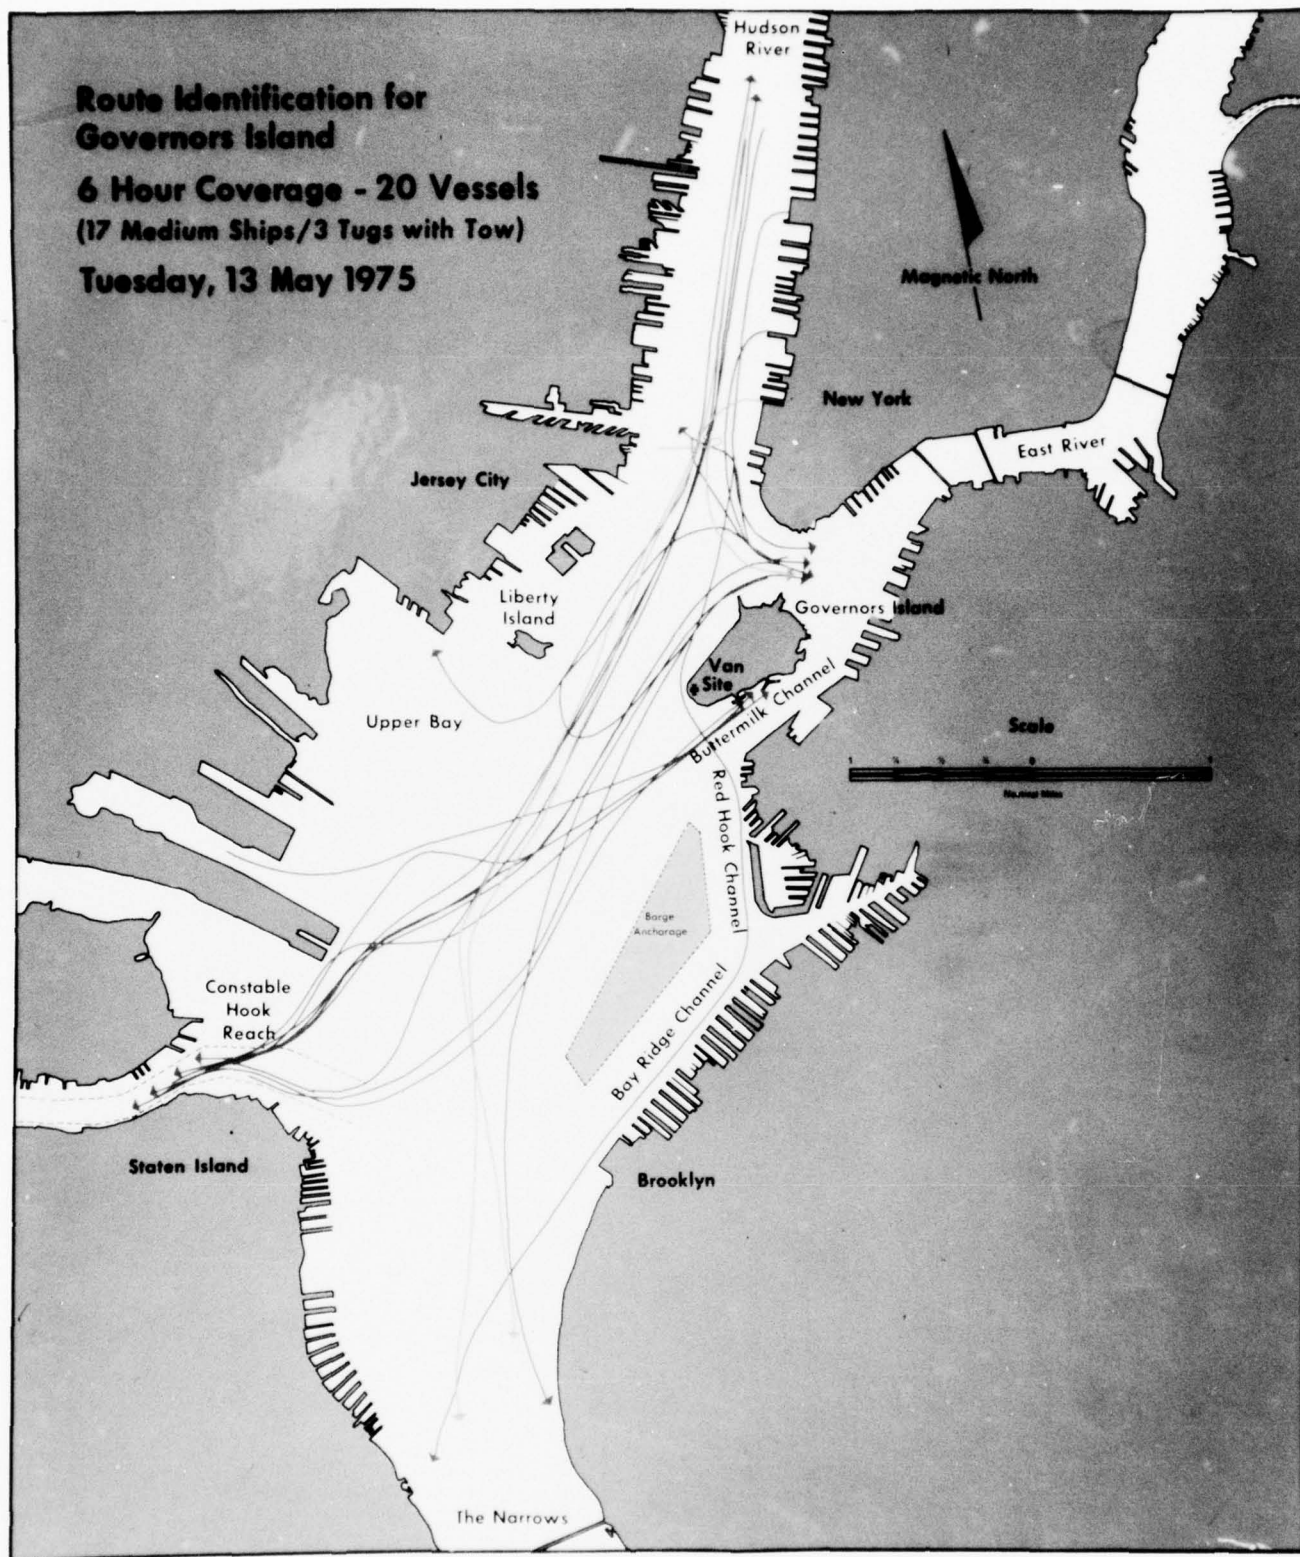 Route Identification for
Governors Island
6 Hour Coverage - 20 Vessels
(17 Medium Ships/3 Tugs with Tow)
Tuesday, 13 May 1975
Hudson
River
Magnetic North
New York
East River
Jersey City
Liberty
Island
Governors Island
Van
Site
Upper Bay
Buttermilk Channel
Scale
1
0
1
Red Hook Channel
Barge
Anchorage
Constable
Hook
Reach
Bay Ridge Channel
Staten Island
Brooklyn
The Narrows